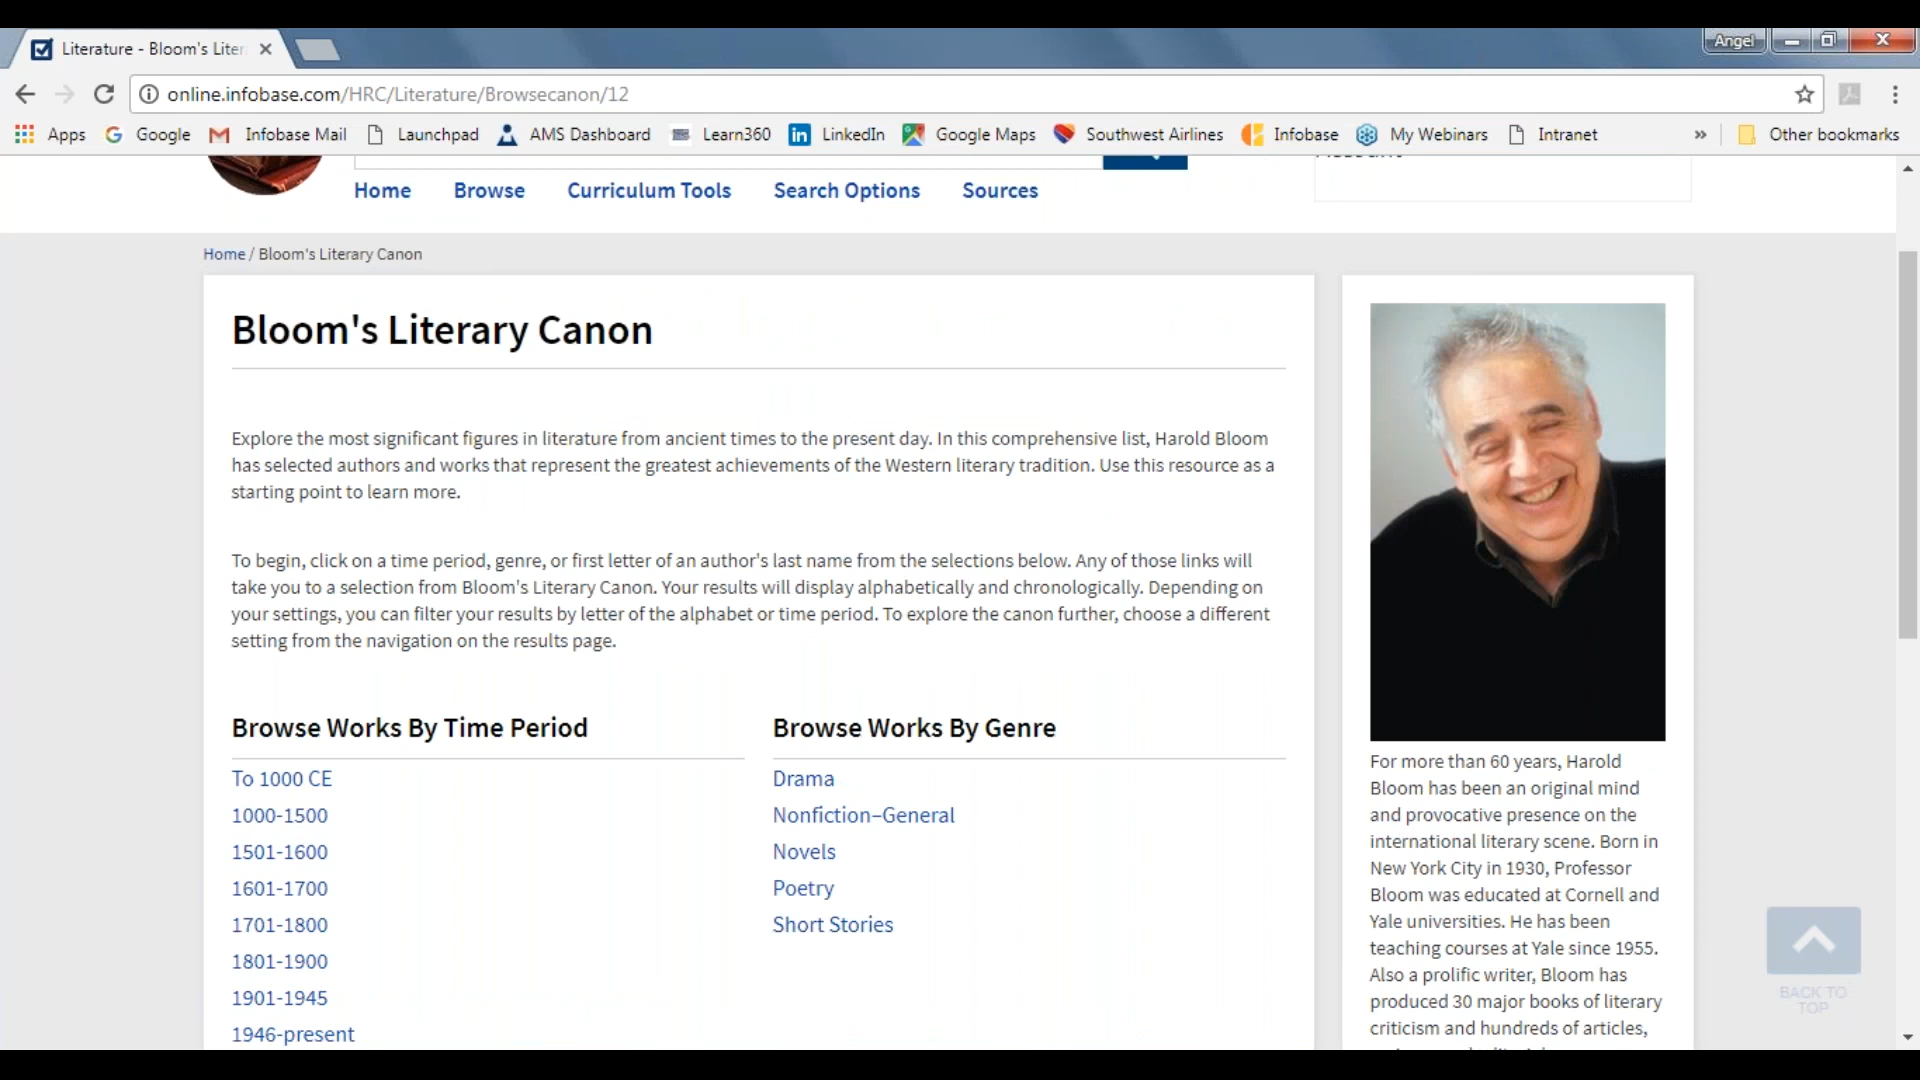 Literature - Bloom's Liter
Angel
online.infobase.com/HRC/Literature/Browsecanon/12
Apps Google Infobase Mail Launchpad AMS Dashboard Learn360 LinkedIn Google Maps Southwest Airlines Infobase My Webinars Intranet » Other bookmarks
Home Browse Curriculum Tools Search Options Sources
Home / Bloom's Literary Canon
Bloom's Literary Canon
Explore the most significant figures in literature from ancient times to the present day. In this comprehensive list, Harold Bloom
has selected authors and works that represent the greatest achievements of the Western literary tradition. Use this resource as a
starting point to learn more.
To begin, click on a time period, genre, or first letter of an author's last name from the selections below. Any of those links will
take you to a selection from Bloom's Literary Canon. Your results will display alphabetically and chronologically. Depending on
your settings, you can filter your results by letter of the alphabet or time period. To explore the canon further, choose a different
setting from the navigation on the results page.
Browse Works By Time Period
To 1000 CE
1000-1500
1501-1600
1601-1700
1701-1800
1801-1900
1901-1945
1946-present
Browse Works By Genre
Drama
Nonfiction–General
Novels
Poetry
Short Stories
For more than 60 years, Harold
Bloom has been an original mind
and provocative presence on the
international literary scene. Born in
New York City in 1930, Professor
Bloom was educated at Cornell and
Yale universities. He has been
teaching courses at Yale since 1955.
Also a prolific writer, Bloom has
produced 30 major books of literary
criticism and hundreds of articles,
BACK TO
TOP